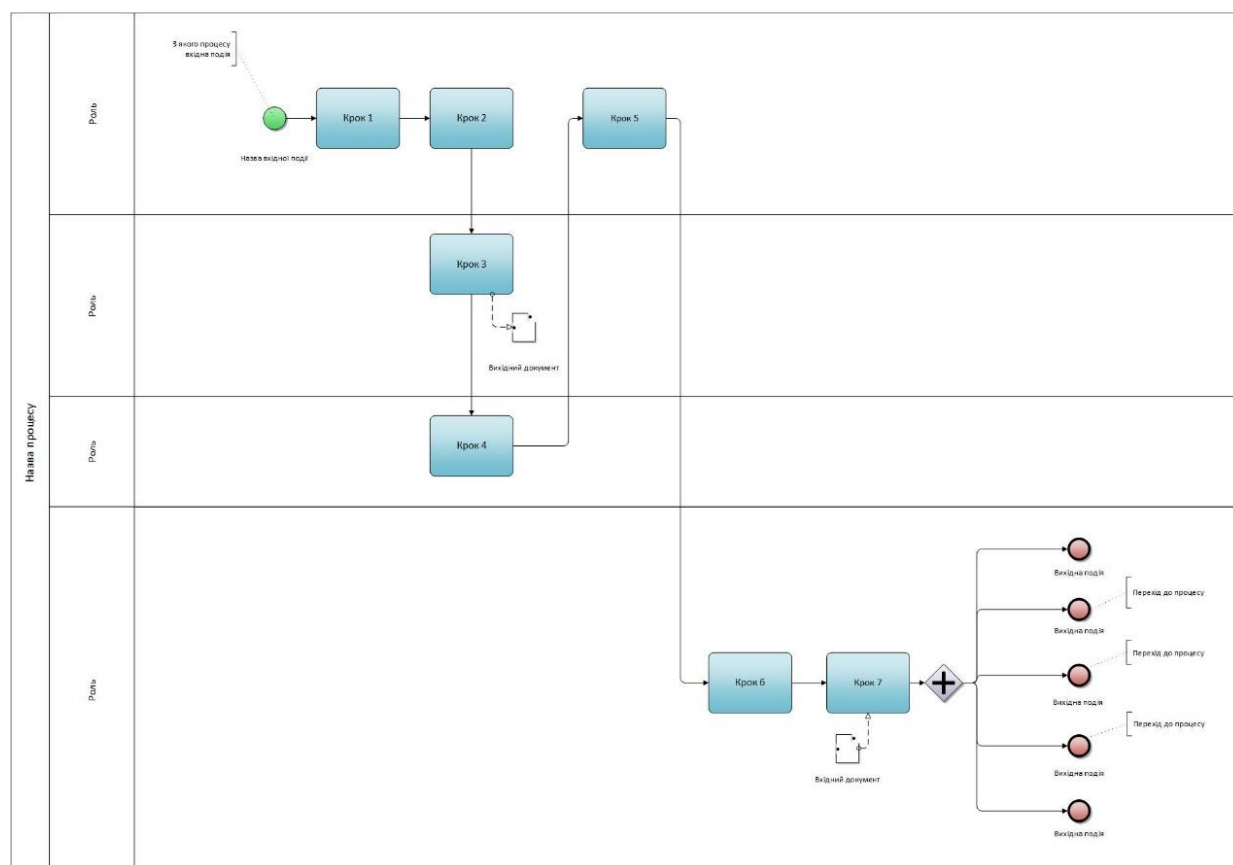 Назва процесу
Роль
З якого процесу
вхідна подія
Назва вхідної події
Крок 1
Крок 2
Крок 5
Роль
Крок 3
Вихідний документ
Роль
Крок 4
Роль
Крок 6
Крок 7
Вхідний документ
Вихідна подія
Перехід до процесу
Вихідна подія
Перехід до процесу
Вихідна подія
Перехід до процесу
Вихідна подія
Вихідна подія